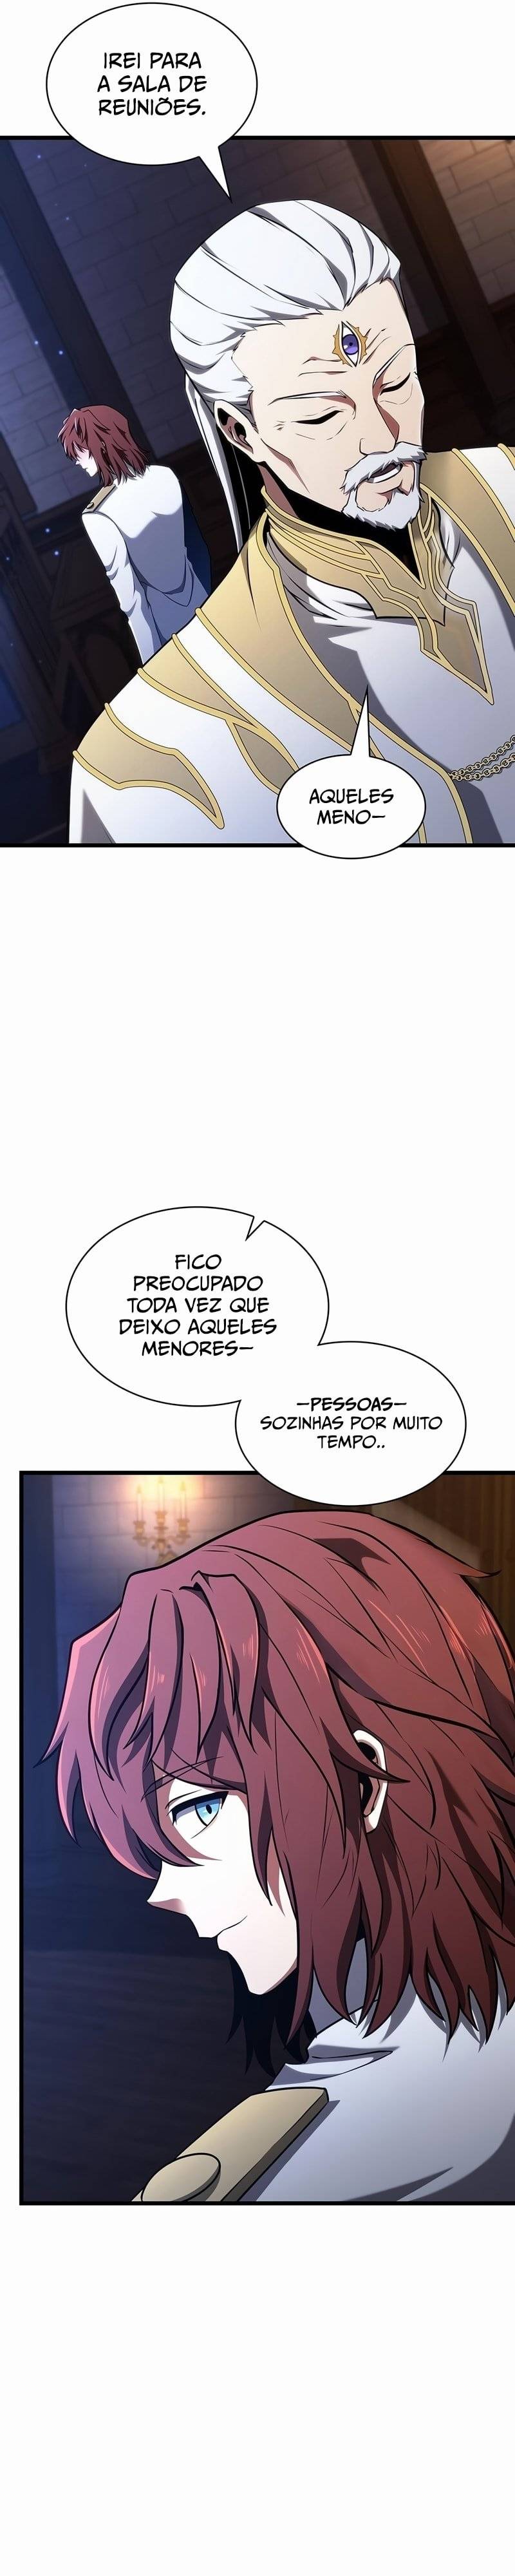 IREI PARA
A SALA DE
REUNIÕES.
AQUELES
MENO—
FICO
PREOCUPADO
TODA VEZ QUE
DEIXO AQUELES
MENORES—
—PESSOAS—
SOZINHAS POR MUITO
TEMPO..